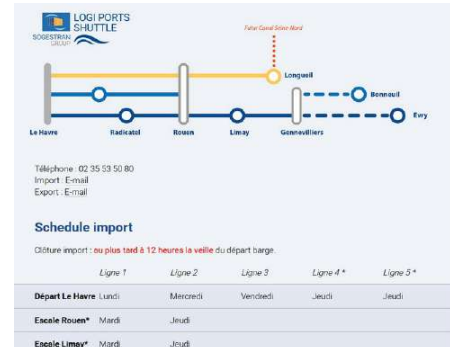 LOGI PORTS
SHUTTLE
SOGESTRAN
GROUP
Futur Canal Seine Nord
Longueil
Bonneuil
Evry
Le Havre Radicatel Rouen Limay Gennevilliers
Téléphone : 02 35 53 50 80
Import : E-mail
Export : E-mail
Schedule import
Clôture import : au plus tard à 12 heures la veille du départ barge.
Ligne 1 Ligne 2 Ligne 3 Ligne 4 * Ligne 5 *
Départ Le Havre Lundi Mercredi Vendredi Jeudi Jeudi
Escale Rouen* Mardi Jeudi
Escale Limay* Mardi Jeudi